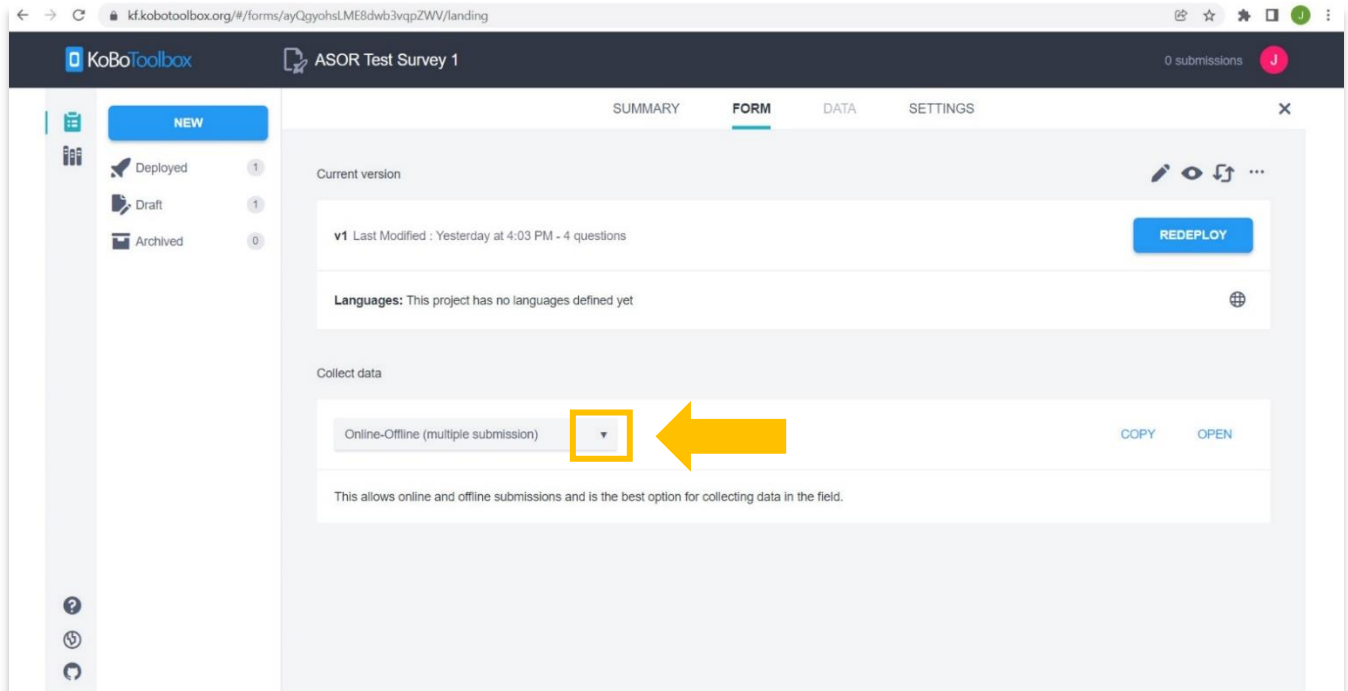 kf.kobotoolbox.org/#/forms/ayQgyohsLME8dwb3vqpZWV/landing
J
KoBoToolbox
ASOR Test Survey 1
0 submissions
J
NEW
Deployed 1
Draft 1
Archived 0
SUMMARY FORM DATA SETTINGS
Current version
v1 Last Modified : Yesterday at 4:03 PM - 4 questions
REDEPLOY
Languages: This project has no languages defined yet
Collect data
Online-Offline (multiple submission)
COPY OPEN
This allows online and offline submissions and is the best option for collecting data in the field.